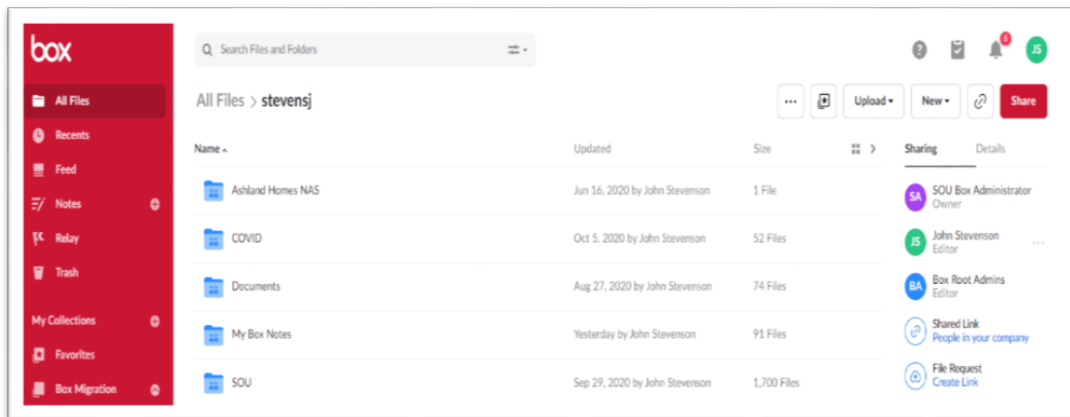 box
Search Files and Folders
6
JS
All Files
Recents
Feed
Notes
Relay
Trash
My Collections
Favorites
Box Migration
All Files > stevensj
Upload
New
Share
Name Updated Size
Ashland Homes NAS Jun 16, 2020 by John Stevenson 1 File
COVID Oct 5, 2020 by John Stevenson 52 Files
Documents Aug 27, 2020 by John Stevenson 74 Files
My Box Notes Yesterday by John Stevenson 91 Files
SOU Sep 29, 2020 by John Stevenson 1,700 Files
Sharing Details
SA SOU Box Administrator
Owner
JS John Stevenson
Editor
BA Box Root Admins
Editor
Shared Link
People in your company
File Request
Create Link